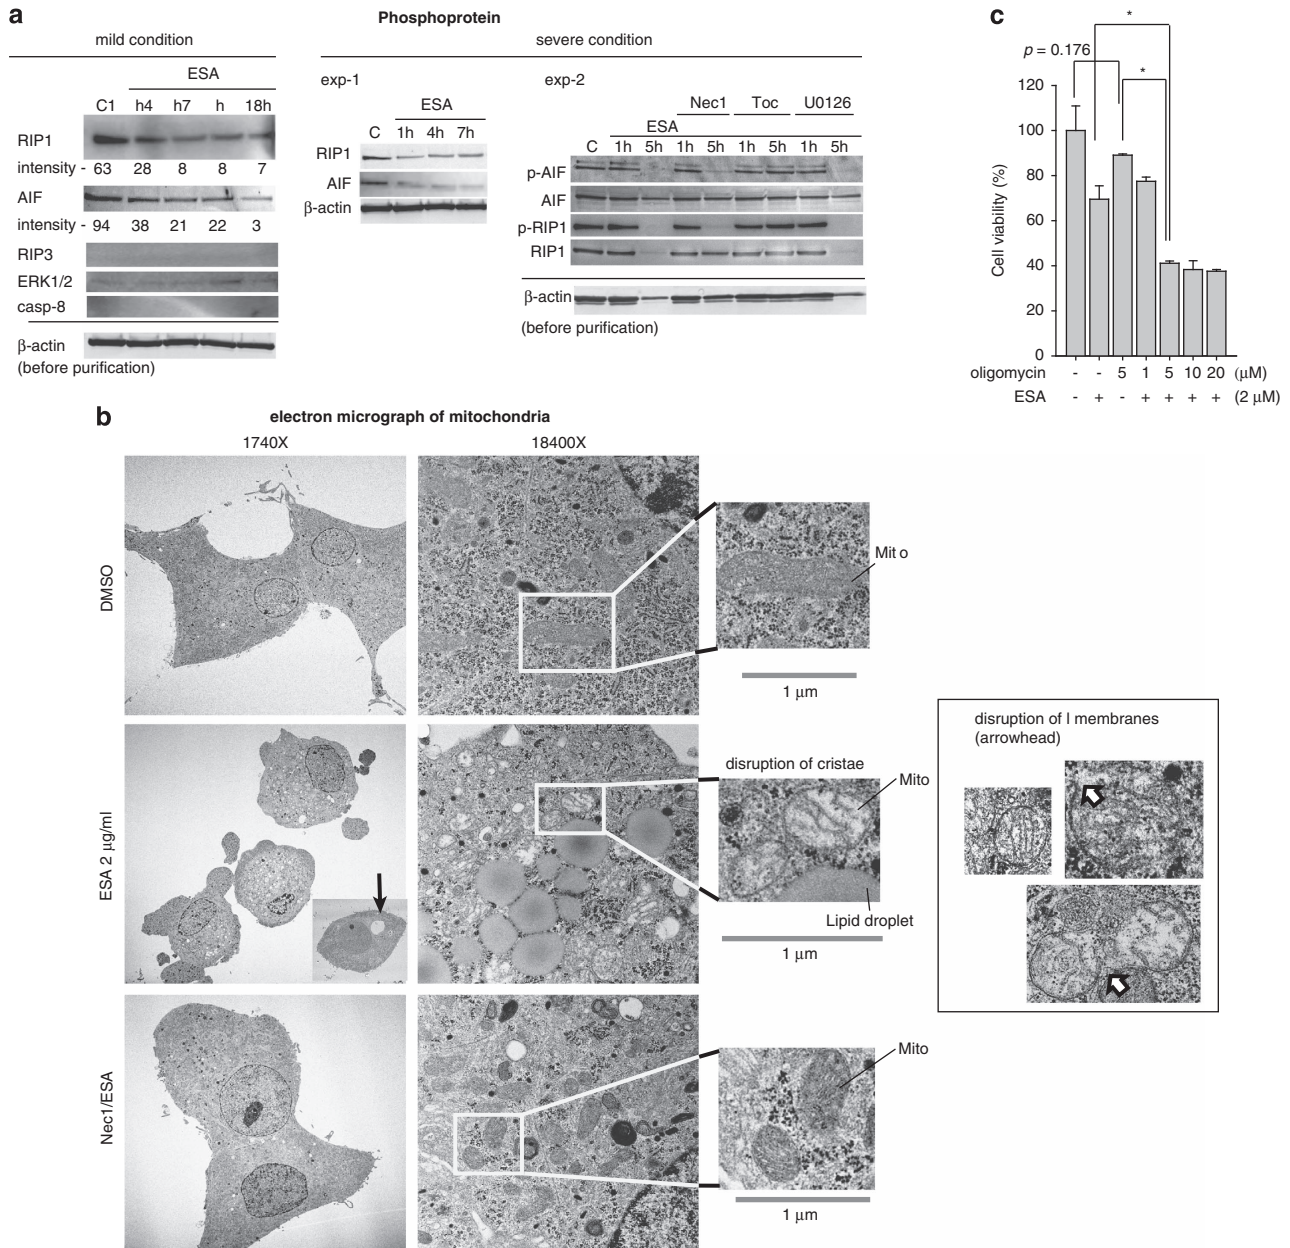 a
Phosphoprotein
mild condition
ESA
C1 h4 h7 h 18h
RIP1
intensity - 63 28 8 8 7
AIF
intensity - 94 38 21 22 3
RIP3
ERK1/2
casp-8
β-actin
(before purification)
severe condition
exp-1
ESA
C 1h 4h 7h
RIP1
AIF
β-actin
exp-2
Nec1 Toc U0126
ESA
C 1h 5h 1h 5h 1h 5h 1h 5h
p-AIF
AIF
p-RIP1
RIP1
β-actin
(before purification)
c
*
p = 0.176
*
120
100
80
60
40
20
0
Cell viability (%)
oligomycin - - 5 1 5 10 20 (μM)
ESA - + - + + + + (2 μM)
b
electron micrograph of mitochondria
1740X 18400X
DMSO
Mit o
1 μm
ESA 2 μg/ml
disruption of cristae
Mito
Lipid droplet
1 μm
disruption of l membranes
(arrowhead)
Nec1/ESA
Mito
1 μm